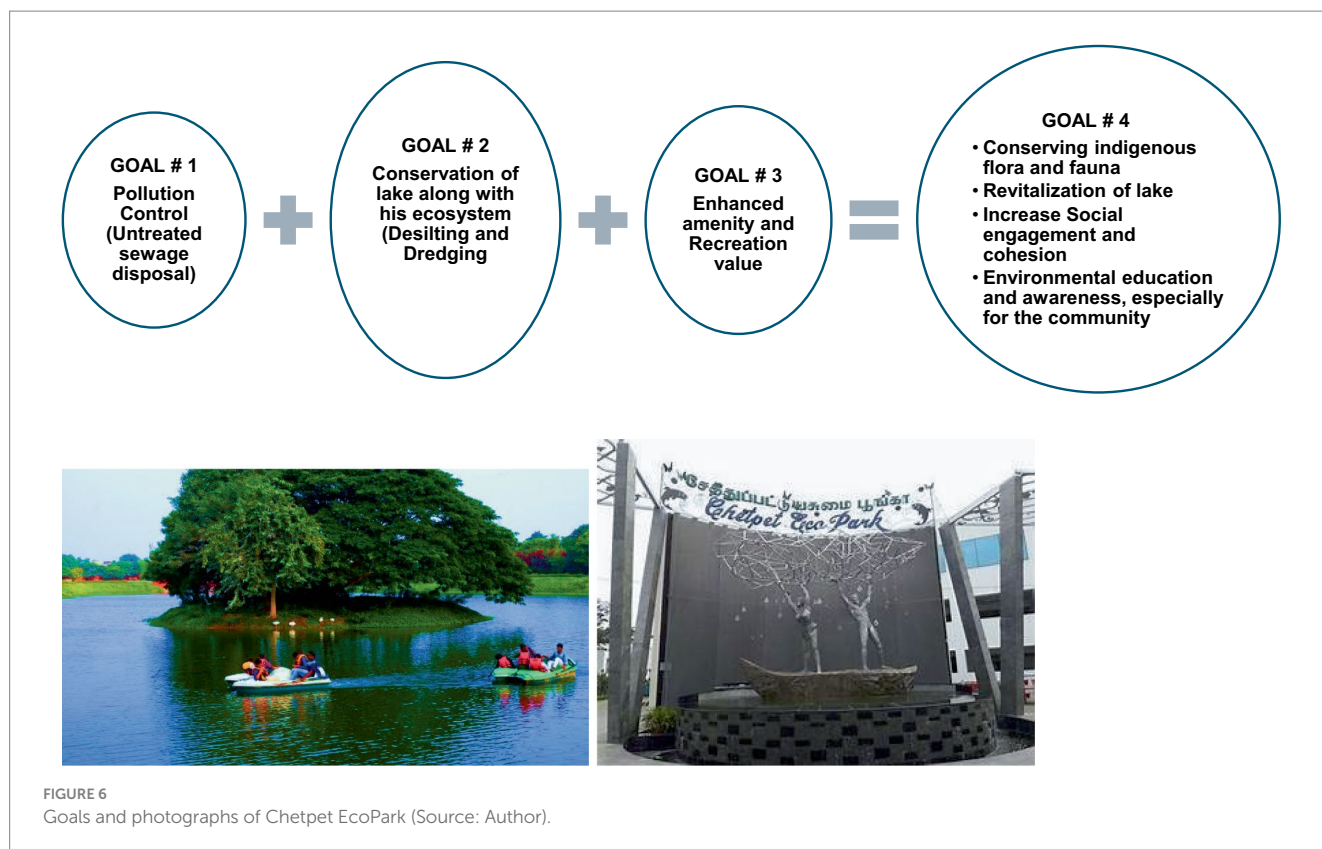 GOAL # 1
Pollution
Control
(Untreated
sewage
disposal)
GOAL # 2
Conservation of
lake along with
his ecosystem
(Desilting and
Dredging
GOAL # 3
Enhanced
amenity and
Recreation
value
GOAL # 4
• Conserving indigenous
flora and fauna
• Revitalization of lake
• Increase Social
engagement and
cohesion
• Environmental education
and awareness, especially
for the community
சேத்துப்பட்டு பசுமை பூங்கா
Chetpet Eco Park
FIGURE 6
Goals and photographs of Chetpet EcoPark (Source: Author).